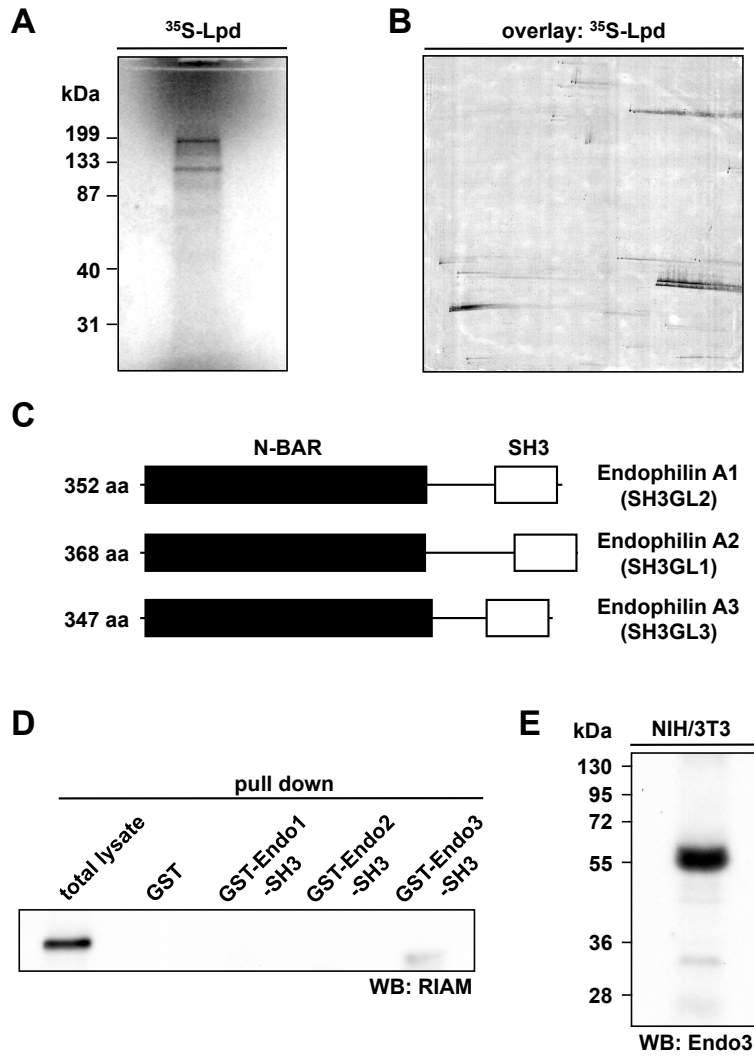 A
³⁵S-Lpd
kDa
199
133
87
40
31
B
overlay: ³⁵S-Lpd
C
N-BAR
SH3
352 aa
Endophilin A1
(SH3GL2)
368 aa
Endophilin A2
(SH3GL1)
347 aa
Endophilin A3
(SH3GL3)
D
pull down
total lysate
GST
GST-Endo1
-SH3
GST-Endo2
-SH3
GST-Endo3
-SH3
WB: RIAM
E
kDa
NIH/3T3
130
95
72
55
36
28
WB: Endo3